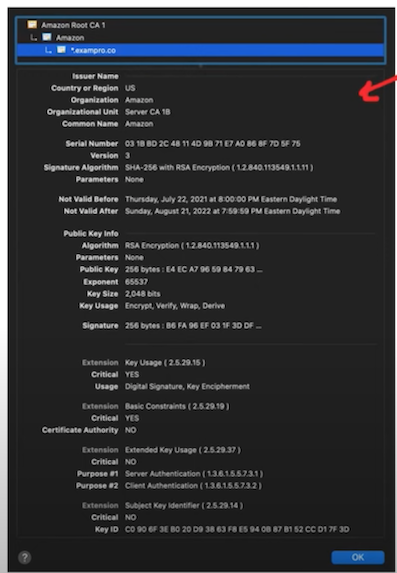 Amazon Root CA 1
Amazon
*.exampro.co
Issuer Name
Country or Region US
Organization Amazon
Organizational Unit Server CA 1B
Common Name Amazon
Serial Number 03 1B BD 2C 48 11 4D 9B 71 E7 A0 86 8F 7D 5F 75
Version 3
Signature Algorithm SHA-256 with RSA Encryption ( 1.2.840.113549.1.1.11 )
Parameters None
Not Valid Before Thursday, July 22, 2021 at 8:00:00 PM Eastern Daylight Time
Not Valid After Sunday, August 21, 2022 at 7:59:59 PM Eastern Daylight Time
Public Key Info
Algorithm RSA Encryption ( 1.2.840.113549.1.1.1 )
Parameters None
Public Key 256 bytes : E4 EC A7 96 59 84 79 63 ...
Exponent 65537
Key Size 2,048 bits
Key Usage Encrypt, Verify, Wrap, Derive
Signature 256 bytes : B6 FA 96 EF 03 1F 3D DF ...
Extension Key Usage ( 2.5.29.15 )
Critical YES
Usage Digital Signature, Key Encipherment
Extension Basic Constraints ( 2.5.29.19 )
Critical YES
Certificate Authority NO
Extension Extended Key Usage ( 2.5.29.37 )
Critical NO
Purpose #1 Server Authentication ( 1.3.6.1.5.5.7.3.1 )
Purpose #2 Client Authentication ( 1.3.6.1.5.5.7.3.2 )
Extension Subject Key Identifier ( 2.5.29.14 )
Critical NO
Key ID C0 90 6F 3E B0 20 D9 38 63 F8 E5 94 0B 87 B1 52 CC D1 7F 3D
? OK